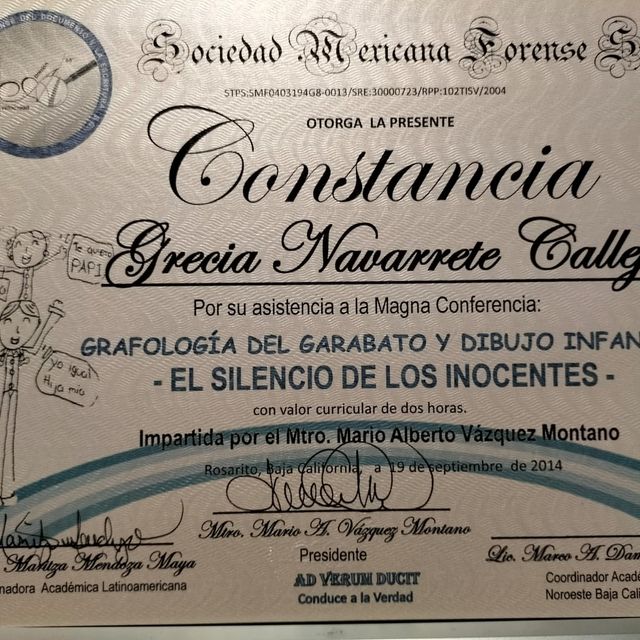 Sociedad Mexicana Forense
STPS:SMF0403194G8-0013/SRE:30000723/RPP:102TISV/2004
OTORGA LA PRESENTE
Constancia
Grecia Navarrete Calle
Te quiero
PAPI
Por su asistencia a la Magna Conferencia:
GRAFOLOGÍA DEL GARABATO Y DIBUJO INFAN
- EL SILENCIO DE LOS INOCENTES -
yo igual
Hija mía
con valor curricular de dos horas.
Impartida por el Mtro. Mario Alberto Vázquez Montano
Rosarito, Baja California, a 19 de septiembre de 2014
Maritza Mendoza Maya
nadora Académica Latinoamericana
Mtro. Mario A. Vázquez Montano
Presidente
AD VERUM DUCIT
Conduce a la Verdad
Lic. Marco A. Dam
Coordinador Acadé
Noroeste Baja Cali